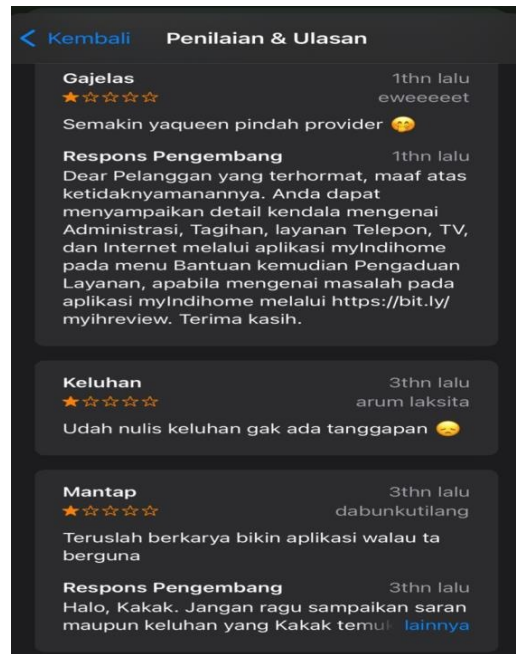 Kembali Penilaian & Ulasan
Gajelas 1thn lalu
eweeeeet
Semakin yaqueen pindah provider 🤭
Respons Pengembang 1thn lalu
Dear Pelanggan yang terhormat, maaf atas
ketidaknyamanannya. Anda dapat
menyampaikan detail kendala mengenai
Administrasi, Tagihan, layanan Telepon, TV,
dan Internet melalui aplikasi myIndihome
pada menu Bantuan kemudian Pengaduan
Layanan, apabila mengenai masalah pada
aplikasi myIndihome melalui https://bit.ly/
myihreview. Terima kasih.
Keluhan 3thn lalu
arum laksita
Udah nulis keluhan gak ada tanggapan 😞
Mantap 3thn lalu
dabunkutilang
Teruslah berkarya bikin aplikasi walau ta
berguna
Respons Pengembang 3thn lalu
Halo, Kakak. Jangan ragu sampaikan saran
maupun keluhan yang Kakak temu lainnya